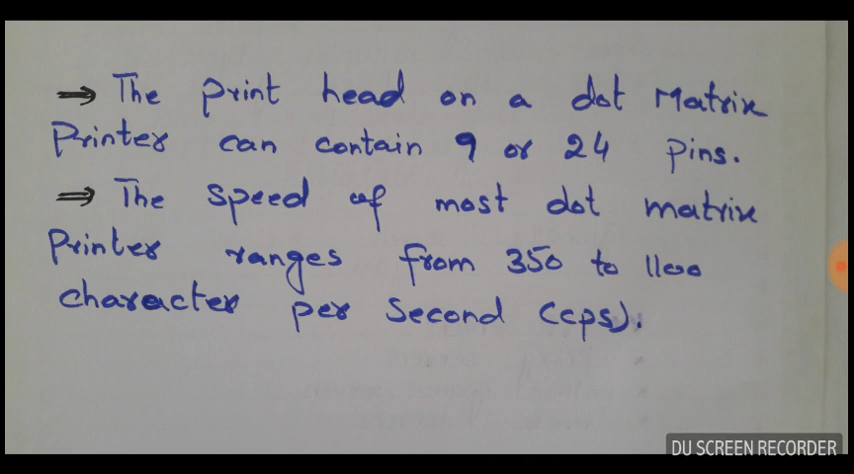 ⇒ The print head on a dot Matrix
Printer can contain 9 or 24 pins.
⇒ The speed of most dot matrix
Printer ranges from 350 to 1100
character per second (cps).
DU SCREEN RECORDER